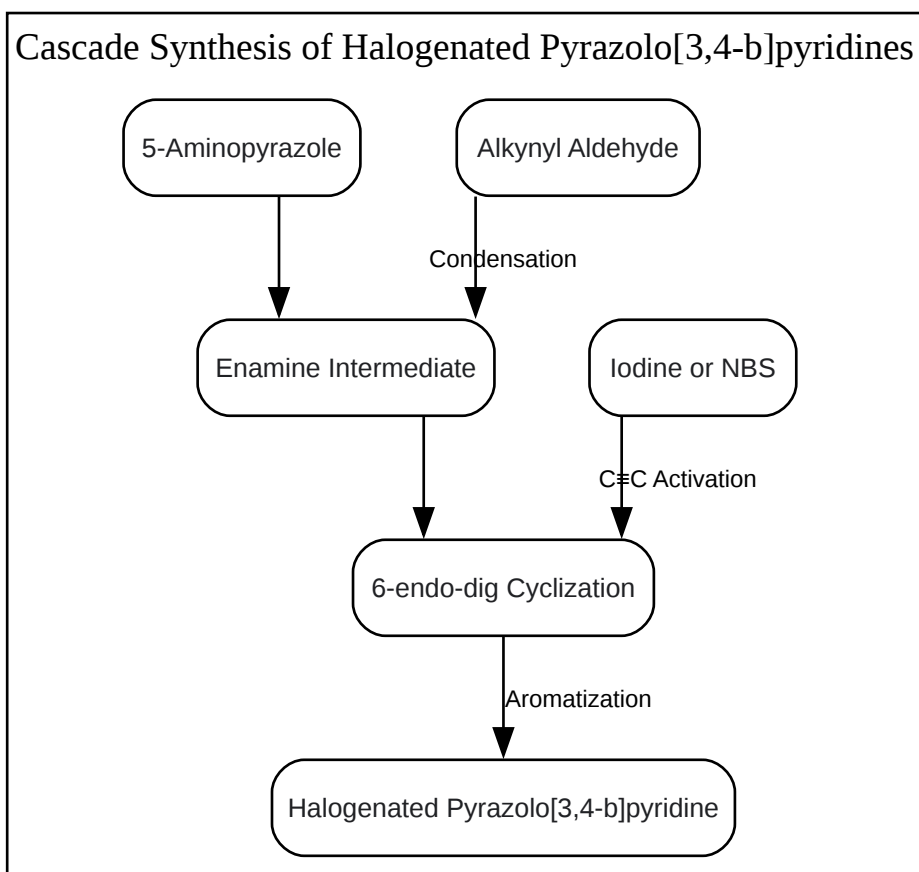 Cascade Synthesis of Halogenated Pyrazolo[3,4-b]pyridines
5-Aminopyrazole
Alkynyl Aldehyde
Condensation
Enamine Intermediate
Iodine or NBS
C≡C Activation
6-endo-dig Cyclization
Aromatization
Halogenated Pyrazolo[3,4-b]pyridine